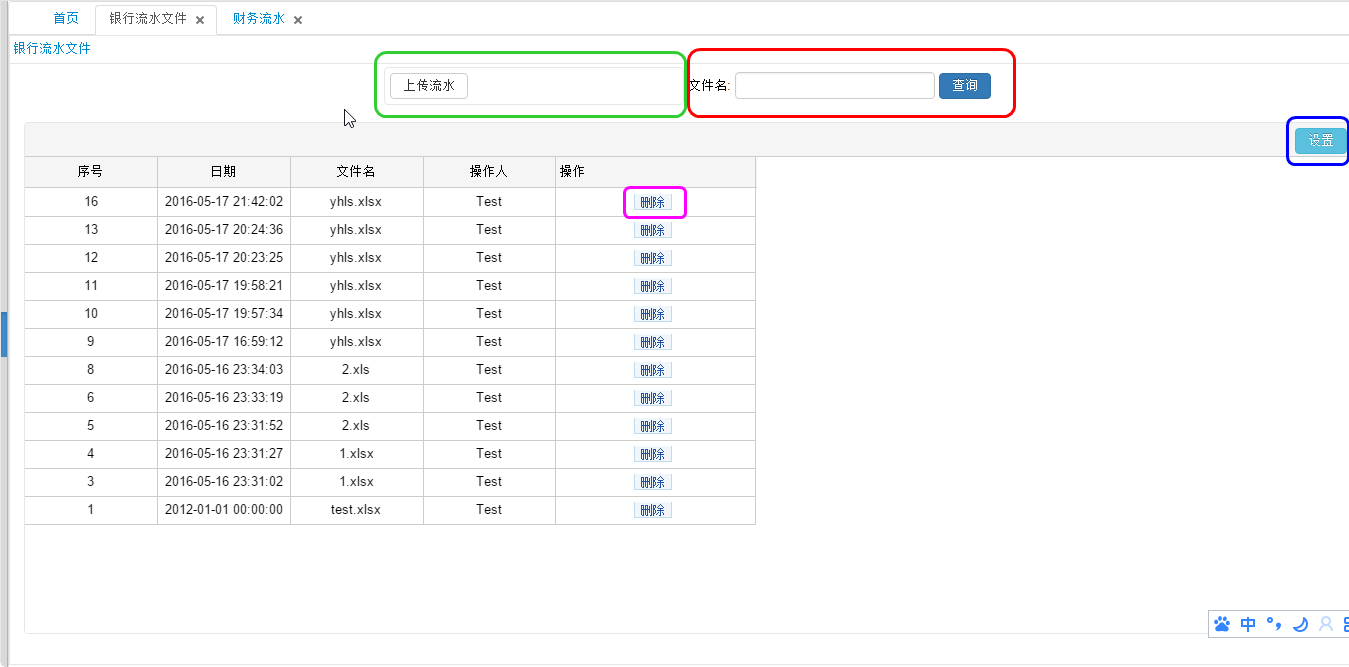 首页 银行流水文件 × 财务流水 ×
银行流水文件
上传流水 文件名: 查询
设置
序号 日期 文件名 操作人 操作
16 2016-05-17 21:42:02 yhls.xlsx Test 删除
13 2016-05-17 20:24:36 yhls.xlsx Test 删除
12 2016-05-17 20:23:25 yhls.xlsx Test 删除
11 2016-05-17 19:58:21 yhls.xlsx Test 删除
10 2016-05-17 19:57:34 yhls.xlsx Test 删除
9 2016-05-17 16:59:12 yhls.xlsx Test 删除
8 2016-05-16 23:34:03 2.xls Test 删除
6 2016-05-16 23:33:19 2.xls Test 删除
5 2016-05-16 23:31:52 2.xls Test 删除
4 2016-05-16 23:31:27 1.xlsx Test 删除
3 2016-05-16 23:31:02 1.xlsx Test 删除
1 2012-01-01 00:00:00 test.xlsx Test 删除
中